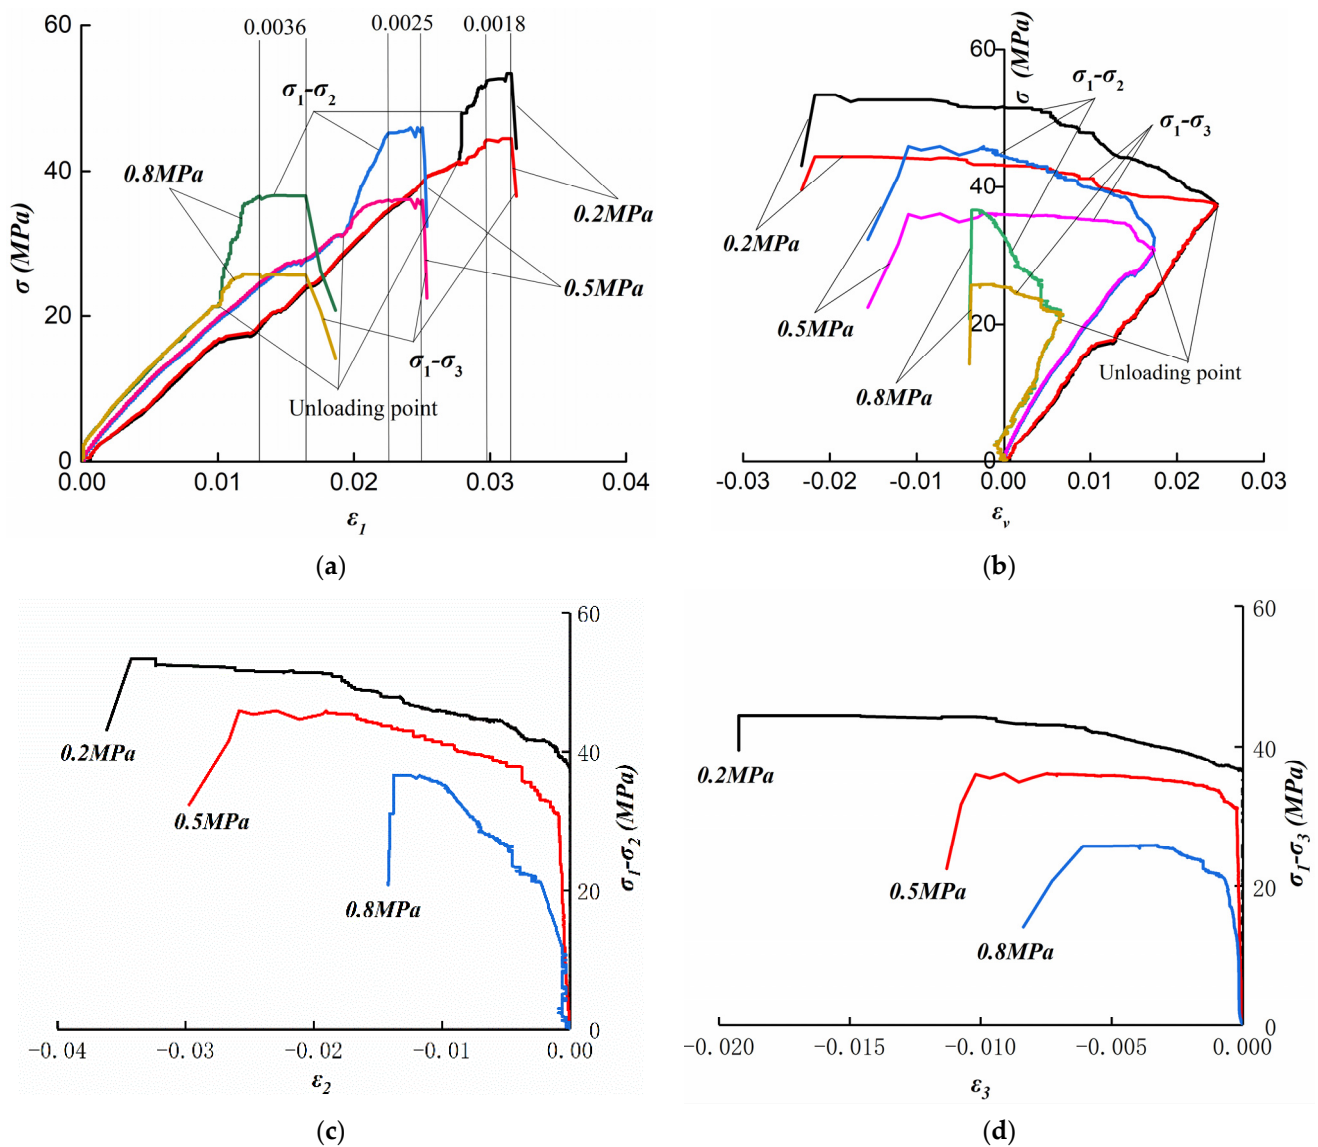 0.0036 0.0025 0.0018
60
40
20
0
σ (MPa)
σ1-σ2
0.8MPa
0.2MPa
0.5MPa
σ1-σ3
Unloading point
0.00 0.01 0.02 0.03 0.04
ε1
(a)
60
40
20
0
σ (MPa)
σ1-σ2
σ1-σ3
0.2MPa
0.5MPa
0.8MPa
Unloading point
-0.03 -0.02 -0.01 0.00 0.01 0.02 0.03
εv
(b)
60
40
20
0
σ1-σ2 (MPa)
0.2MPa
0.5MPa
0.8MPa
-0.04 -0.03 -0.02 -0.01 0.00
ε2
(c)
60
40
20
0
σ1-σ3 (MPa)
0.2MPa
0.5MPa
0.8MPa
-0.020 -0.015 -0.010 -0.005 0.000
ε3
(d)